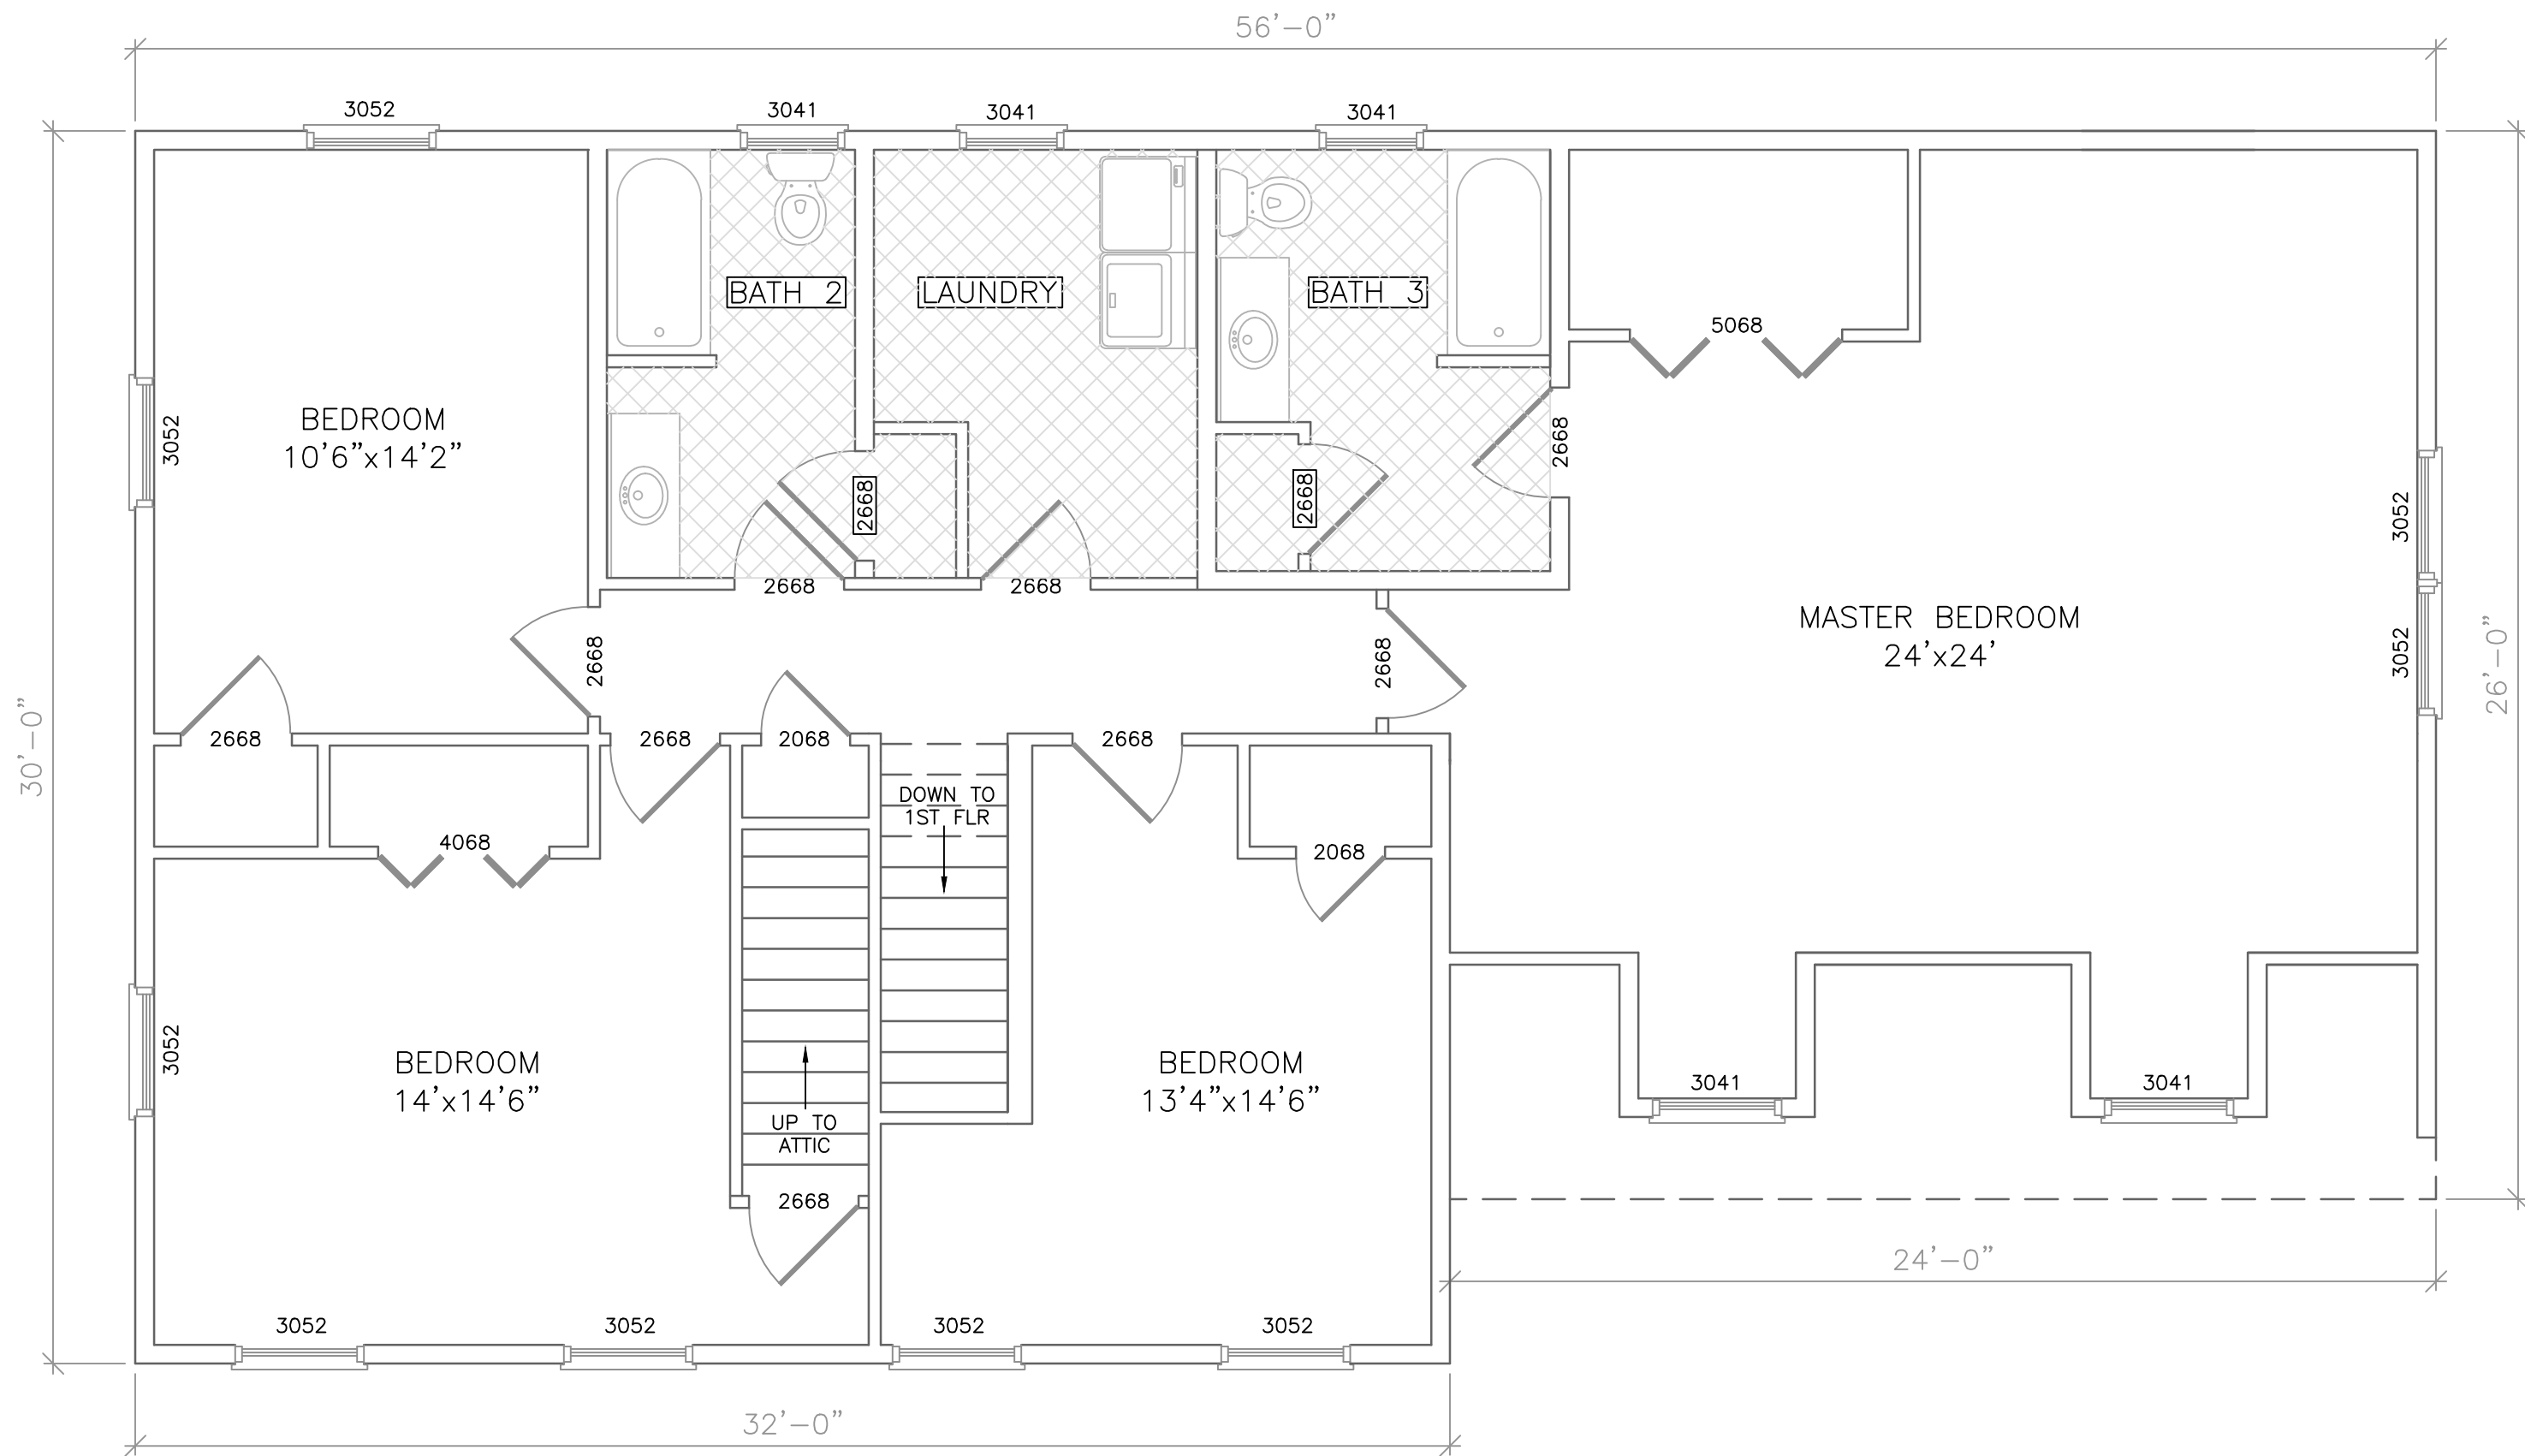 56'-0"
3052
3041
3041
3041
BATH 2
LAUNDRY
BATH 3
5068
BEDROOM
10'6"x14'2"
3052
2668
2668
2668
3052
2668
2668
MASTER BEDROOM
24'x24'
3052
2668
2668
30'-0"
26'-0"
2668
2668
2068
2668
DOWN TO
1ST FLR
4068
2068
3052
BEDROOM
14'x14'6"
BEDROOM
13'4"x14'6"
3041
3041
UP TO
ATTIC
2668
24'-0"
3052
3052
3052
3052
32'-0"